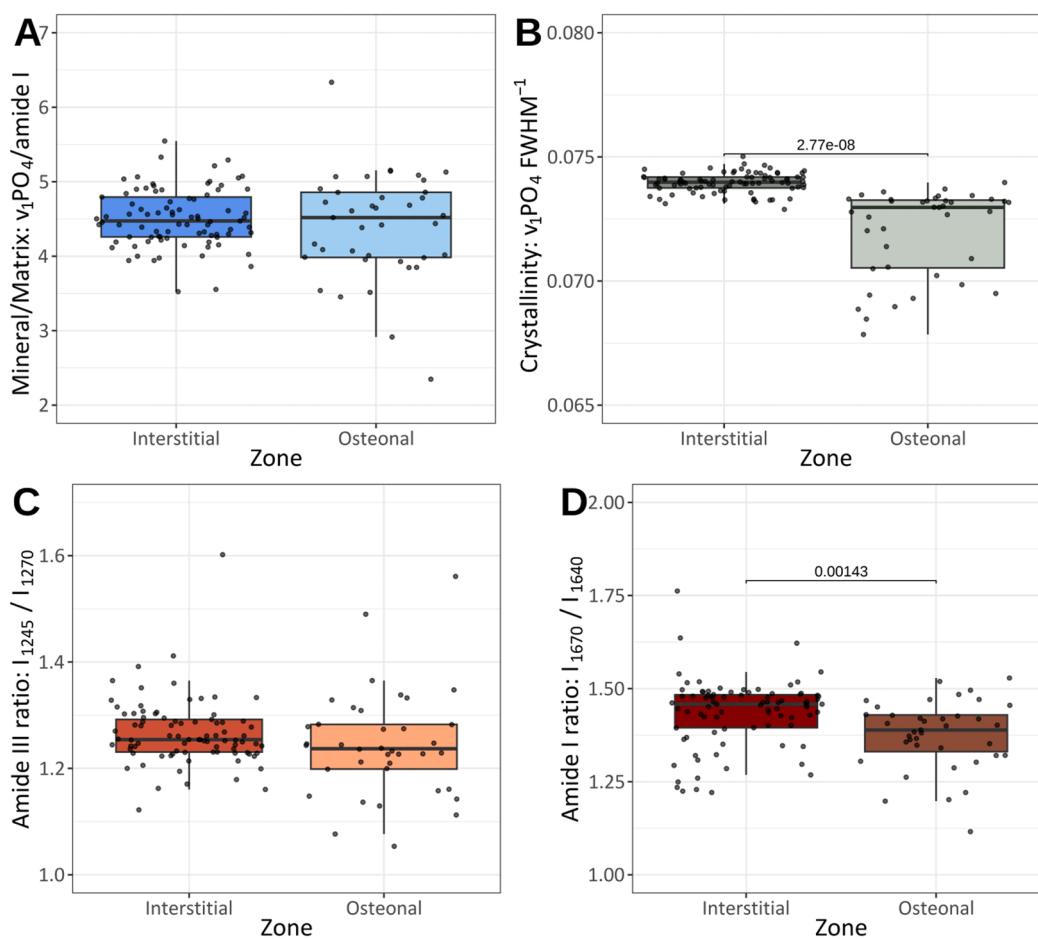 A
Mineral/Matrix: v₁PO₄/amide I
7
6
5
4
3
2
Interstitial
Osteonal
Zone
B
Crystallinity: v₁PO₄ FWHM⁻¹
0.080
0.075
0.070
0.065
2.77e-08
Interstitial
Osteonal
Zone
C
Amide III ratio: I₁₂₄₅ / I₁₂₇₀
1.6
1.4
1.2
1.0
Interstitial
Osteonal
Zone
D
Amide I ratio: I₁₆₇₀ / I₁₆₄₀
2.00
1.75
1.50
1.25
1.00
0.00143
Interstitial
Osteonal
Zone